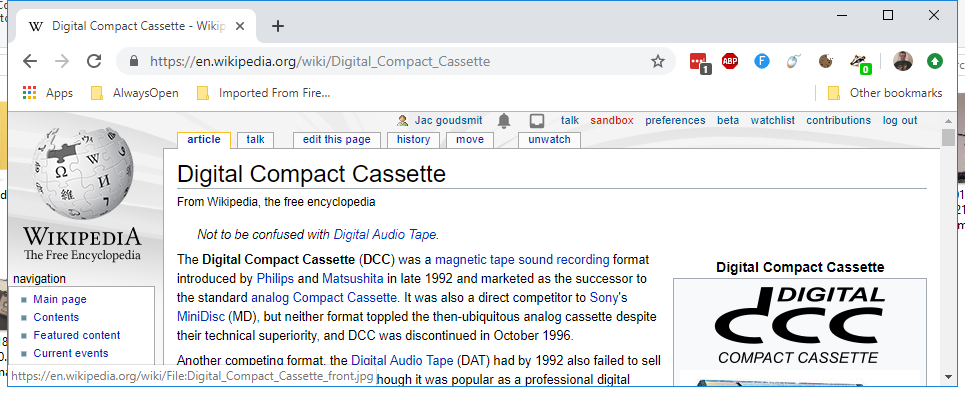 Digital Compact Cassette - Wikip
https://en.wikipedia.org/wiki/Digital_Compact_Cassette
1
ABP
F
0
Apps
AlwaysOpen
Imported From Fire...
Other bookmarks
Jac goudsmit
talk
sandbox
preferences
beta
watchlist
contributions
log out
article
talk
edit this page
history
move
unwatch
WIKIPEDIA
The Free Encyclopedia
navigation
Main page
Contents
Featured content
Current events
Digital Compact Cassette
From Wikipedia, the free encyclopedia
Not to be confused with Digital Audio Tape.
The Digital Compact Cassette (DCC) was a magnetic tape sound recording format
introduced by Philips and Matsushita in late 1992 and marketed as the successor to
the standard analog Compact Cassette. It was also a direct competitor to Sony's
MiniDisc (MD), but neither format toppled the then-ubiquitous analog cassette despite
their technical superiority, and DCC was discontinued in October 1996.
Another competing format, the Digital Audio Tape (DAT) had by 1992 also failed to sell
hough it was popular as a professional digital
Digital Compact Cassette
DIGITAL
dcc
COMPACT CASSETTE
https://en.wikipedia.org/wiki/File:Digital_Compact_Cassette_front.jpg